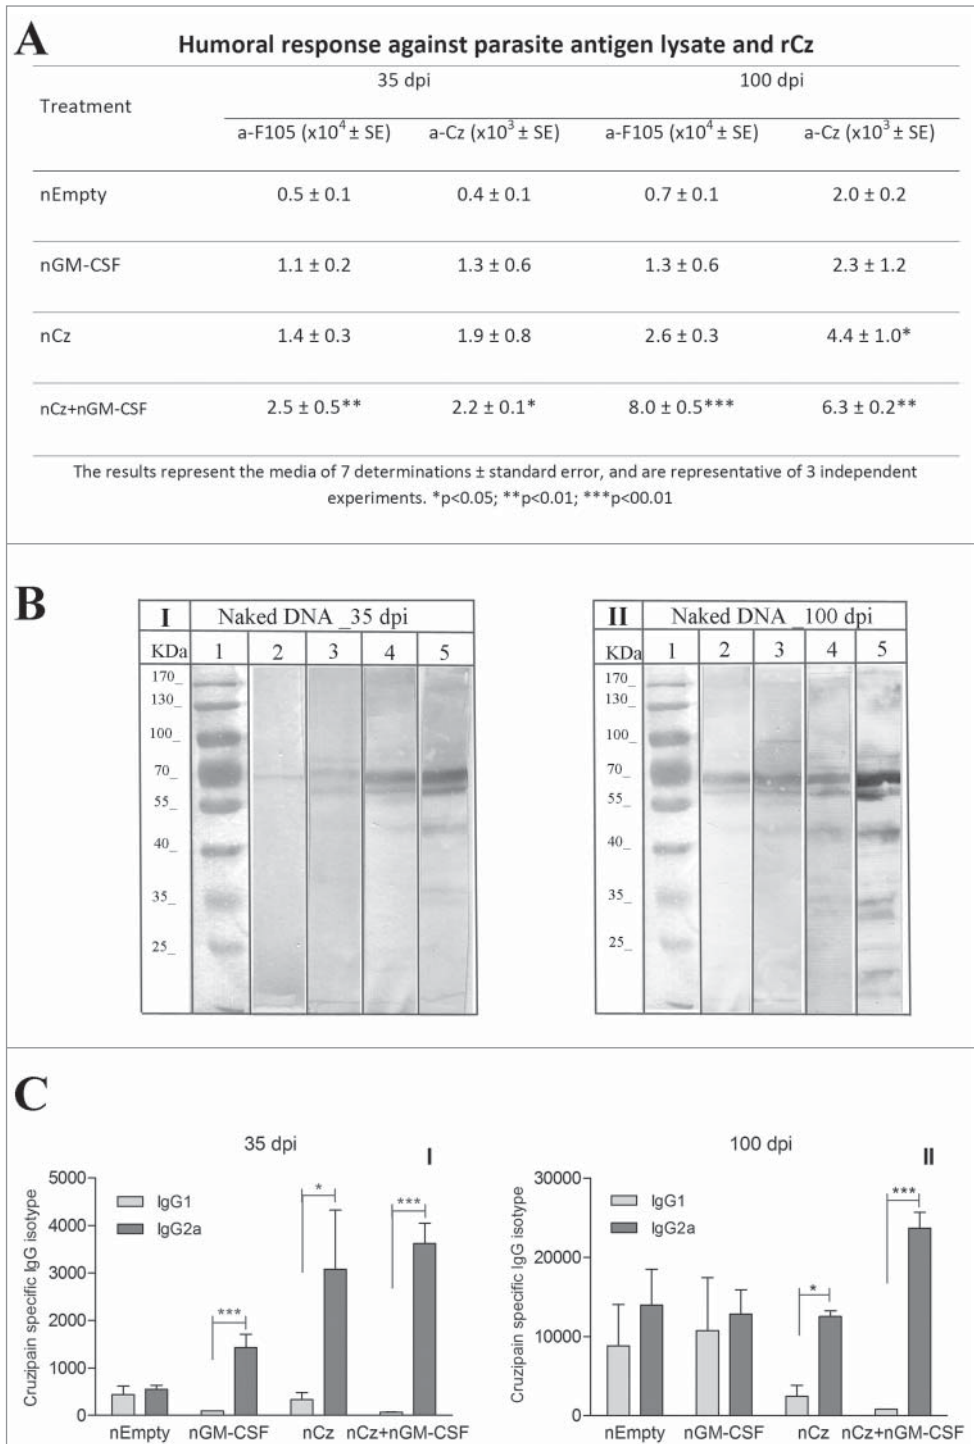 A
Humoral response against parasite antigen lysate and rCz
35 dpi 100 dpi
Treatment
a-F105 (x10⁴ ± SE) a-Cz (x10³ ± SE) a-F105 (x10⁴ ± SE) a-Cz (x10³ ± SE)
nEmpty 0.5 ± 0.1 0.4 ± 0.1 0.7 ± 0.1 2.0 ± 0.2
nGM-CSF 1.1 ± 0.2 1.3 ± 0.6 1.3 ± 0.6 2.3 ± 1.2
nCz 1.4 ± 0.3 1.9 ± 0.8 2.6 ± 0.3 4.4 ± 1.0*
nCz+nGM-CSF 2.5 ± 0.5** 2.2 ± 0.1* 8.0 ± 0.5*** 6.3 ± 0.2**
The results represent the media of 7 determinations ± standard error, and are representative of 3 independent
experiments. *p<0.05; **p<0.01; ***p<00.01
B
I Naked DNA _35 dpi
KDa 1 2 3 4 5
170_
130_
100_
70_
55_
40_
35_
25_
II Naked DNA _100 dpi
KDa 1 2 3 4 5
170_
130_
100_
70_
55_
40_
35_
25_
C
35 dpi
I
Cruzipain specific IgG isotype
5000
4000
3000
2000
1000
0
IgG1
IgG2a
***
*
***
nEmpty nGM-CSF nCz nCz+nGM-CSF
100 dpi
II
Cruzipain specific IgG isotype
30000
20000
10000
0
IgG1
IgG2a
*
***
nEmpty nGM-CSF nCz nCz+nGM-CSF